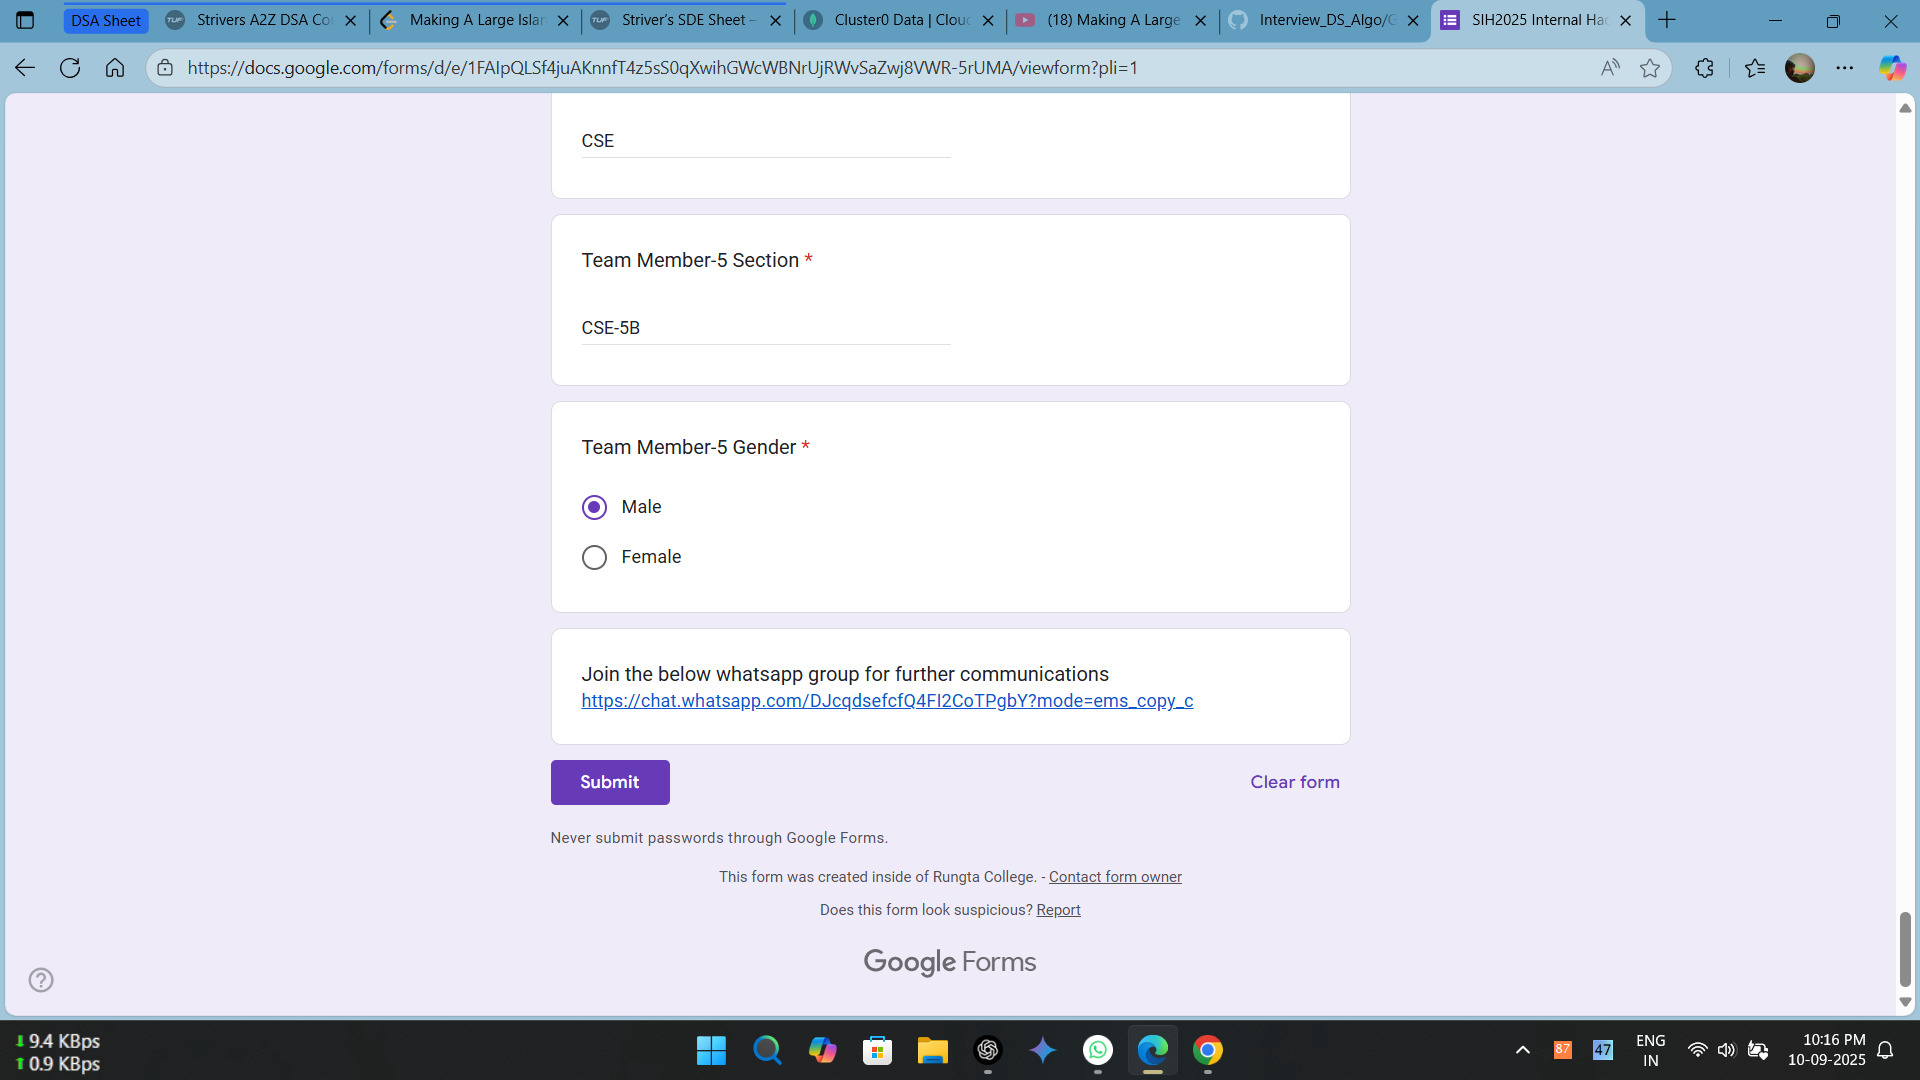 DSA Sheet
Strivers A2Z DSA Co
Making A Large Islan
Striver's SDE Sheet –
Cluster0 Data | Clou
(18) Making A Large
Interview_DS_Algo/G
SIH2025 Internal Ha
https://docs.google.com/forms/d/e/1FAIpQLSf4juAKnnfT4z5sS0qXwihGWcWBNrUjRWvSaZwj8VWR-5rUMA/viewform?pli=1
CSE
Team Member-5 Section *
CSE-5B
Team Member-5 Gender *
Male
Female
Join the below whatsapp group for further communications
https://chat.whatsapp.com/DJcqdsefcfQ4FI2CoTPgbY?mode=ems_copy_c
Submit
Clear form
Never submit passwords through Google Forms.
This form was created inside of Rungta College. - Contact form owner
Does this form look suspicious? Report
Google Forms
9.4 KBps
0.9 KBps
87
47
ENG
IN
10:16 PM
10-09-2025